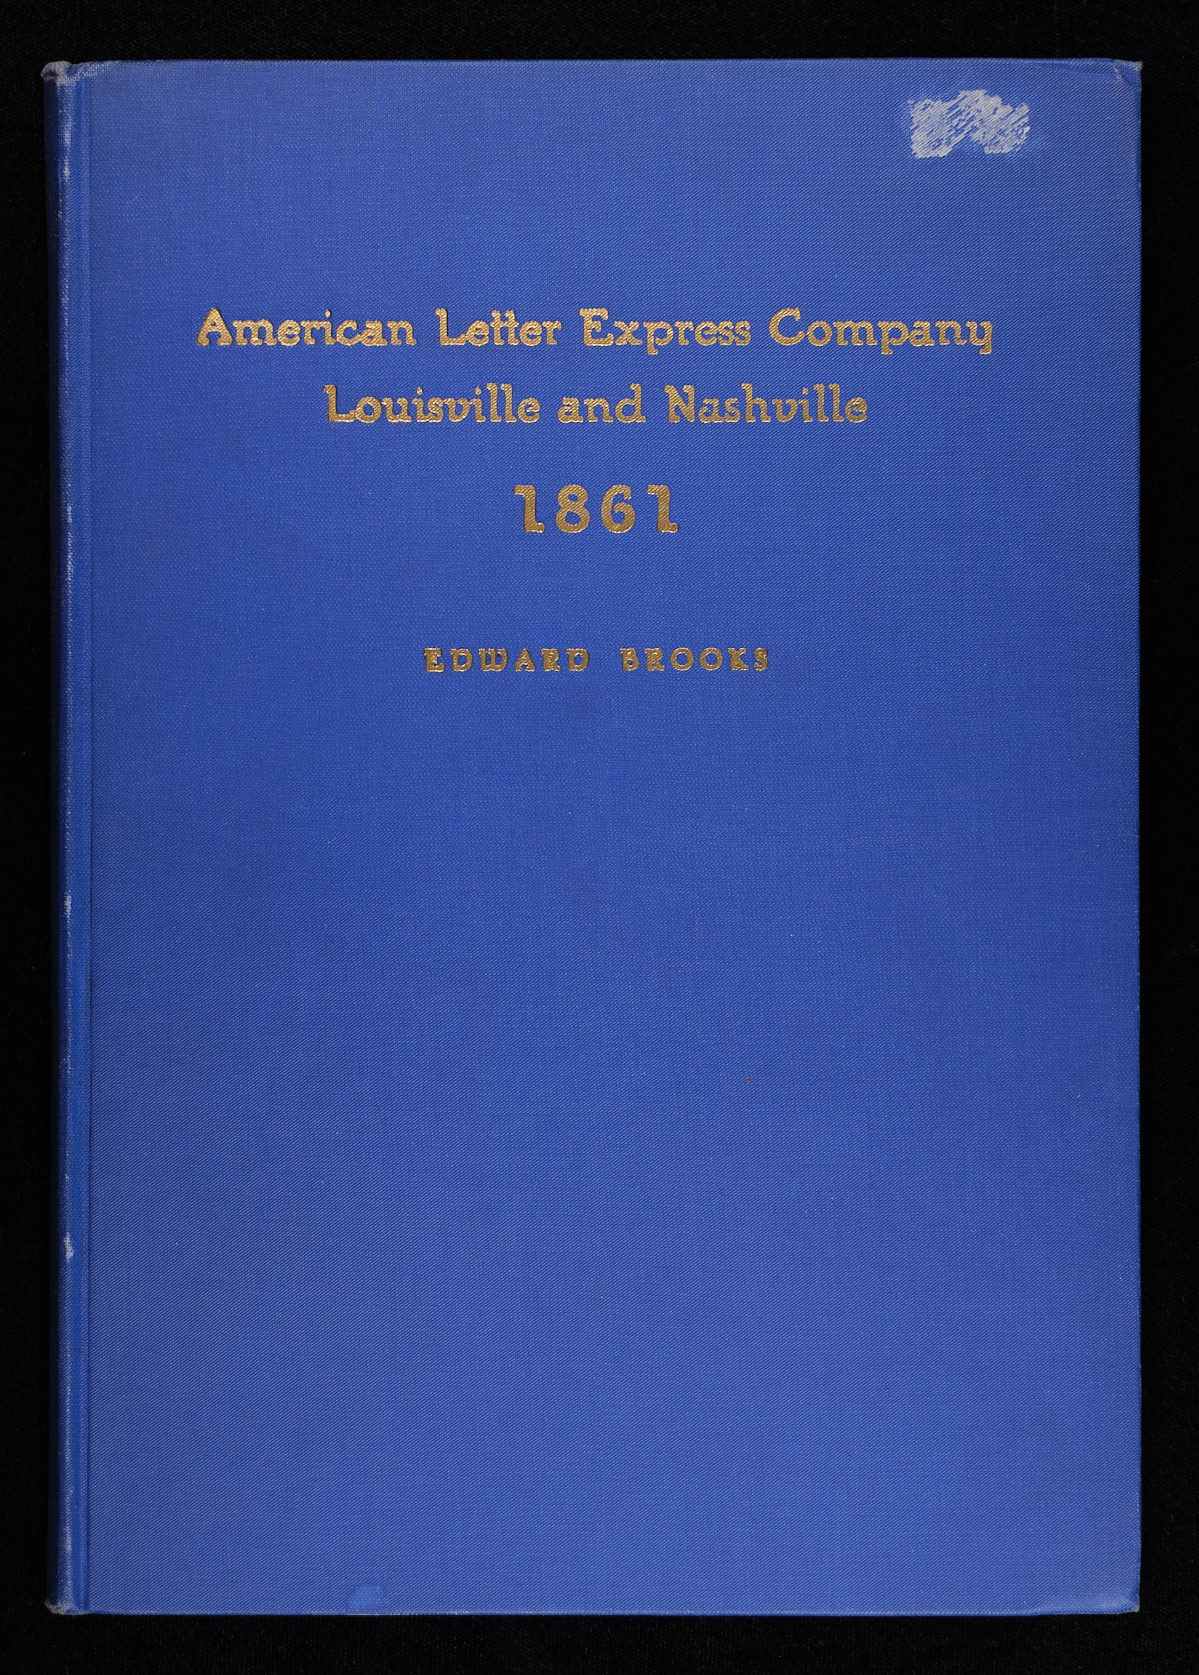 American Letter Express Company
Louisville and Nashville
1861
EDWARD BROOKS